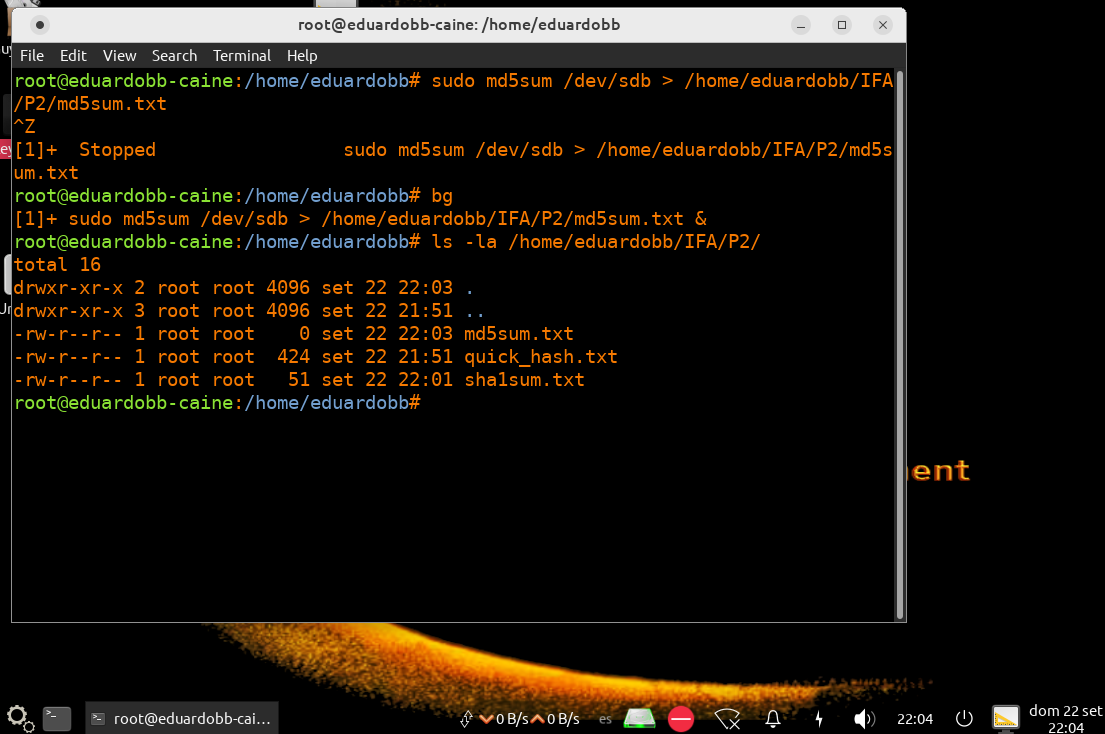 root@eduardobb-caine: /home/eduardobb
File Edit View Search Terminal Help
root@eduardobb-caine:/home/eduardobb# sudo md5sum /dev/sdb > /home/eduardobb/IFA
/P2/md5sum.txt
^Z
[1]+  Stopped                 sudo md5sum /dev/sdb > /home/eduardobb/IFA/P2/md5s
um.txt
root@eduardobb-caine:/home/eduardobb# bg
[1]+ sudo md5sum /dev/sdb > /home/eduardobb/IFA/P2/md5sum.txt &
root@eduardobb-caine:/home/eduardobb# ls -la /home/eduardobb/IFA/P2/
total 16
drwxr-xr-x 2 root root 4096 set 22 22:03 .
drwxr-xr-x 3 root root 4096 set 22 21:51 ..
-rw-r--r-- 1 root root    0 set 22 22:03 md5sum.txt
-rw-r--r-- 1 root root  424 set 22 21:51 quick_hash.txt
-rw-r--r-- 1 root root   51 set 22 22:01 sha1sum.txt
root@eduardobb-caine:/home/eduardobb#
root@eduardobb-cai... 0 B/s 0 B/s es 22:04 dom 22 set
22:04